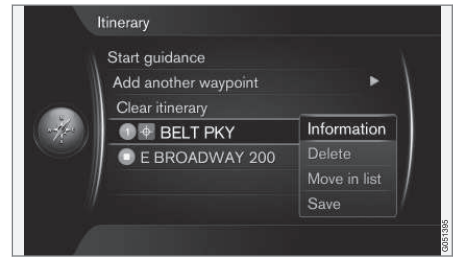 Itinerary
Start guidance
Add another waypoint
Clear itinerary
1 BELT PKY
E BROADWAY 200
Information
Delete
Move in list
Save
G051395